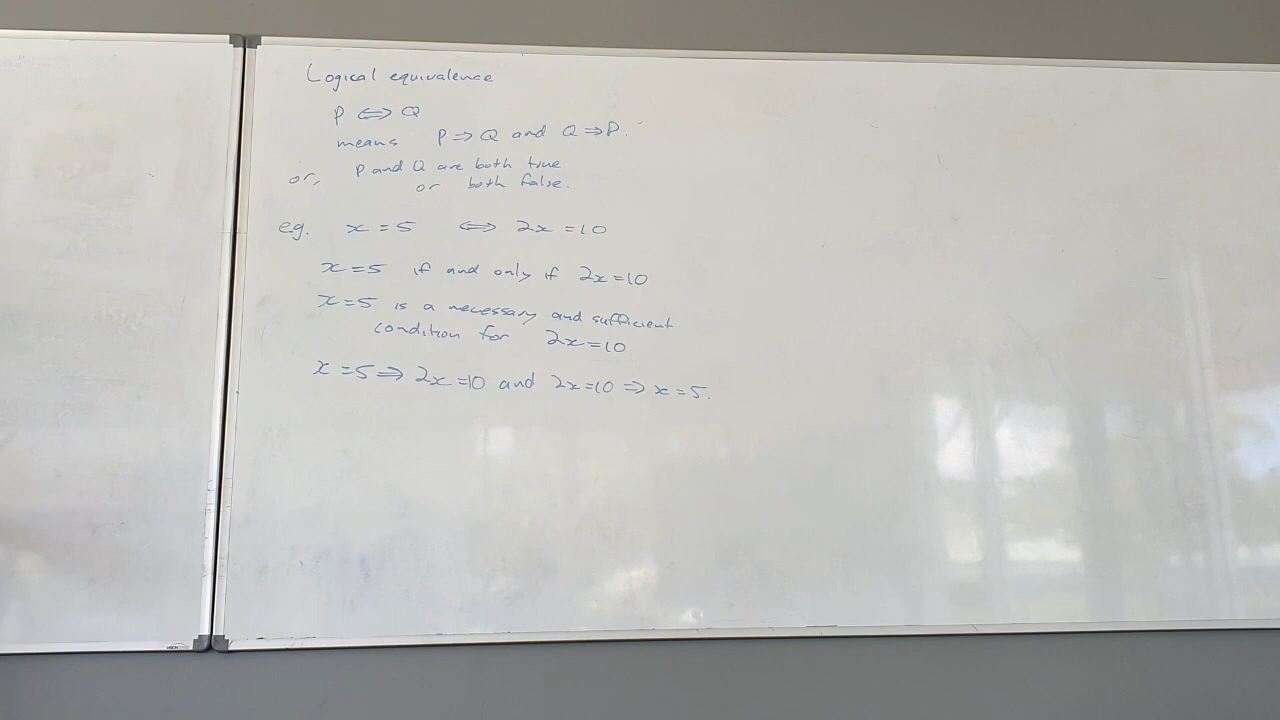 Logical equivalence
P ⟺ Q
means P ⇒ Q and Q ⇒ P.
or, P and Q are both true
or both false.
eg. x = 5 ⟺ 2x = 10
x = 5 if and only if 2x = 10
x = 5 is a necessary and sufficient
condition for 2x = 10
x = 5 ⇒ 2x = 10 and 2x = 10 ⇒ x = 5.